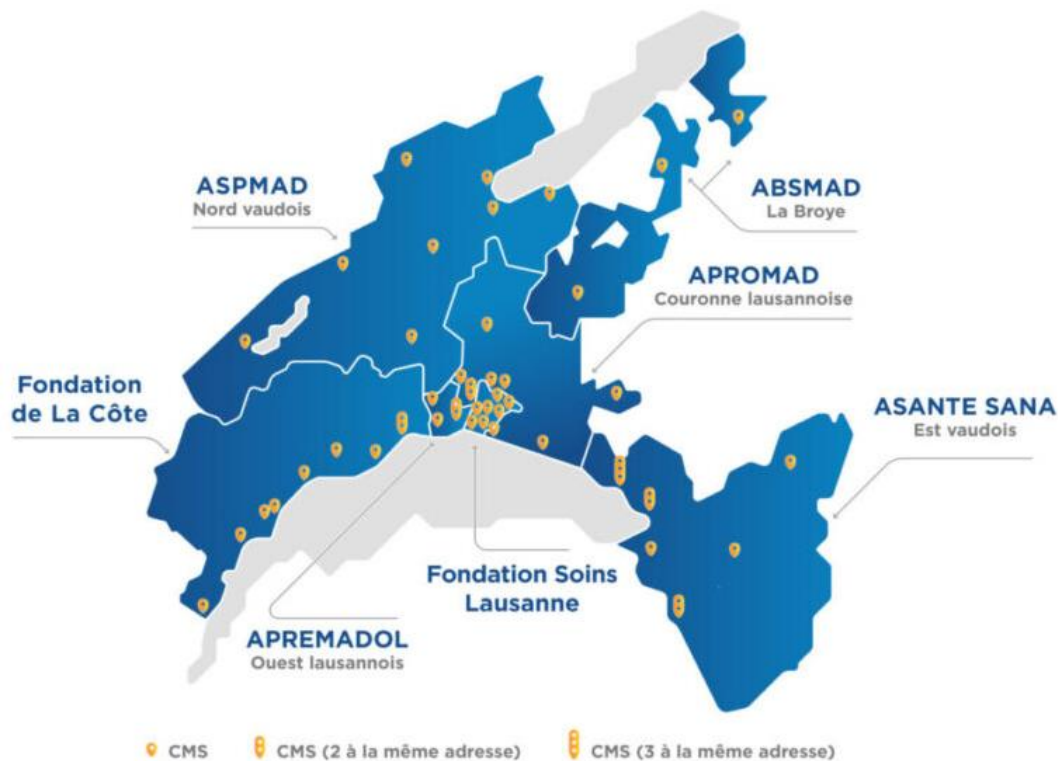 ASPMAD
Nord vaudois
ABSMAD
La Broye
APROMAD
Couronne lausannoise
Fondation
de La Côte
ASANTE SANA
Est vaudois
Fondation Soins
Lausanne
APREMADOL
Ouest lausannois
CMS
CMS (2 à la même adresse)
CMS (3 à la même adresse)